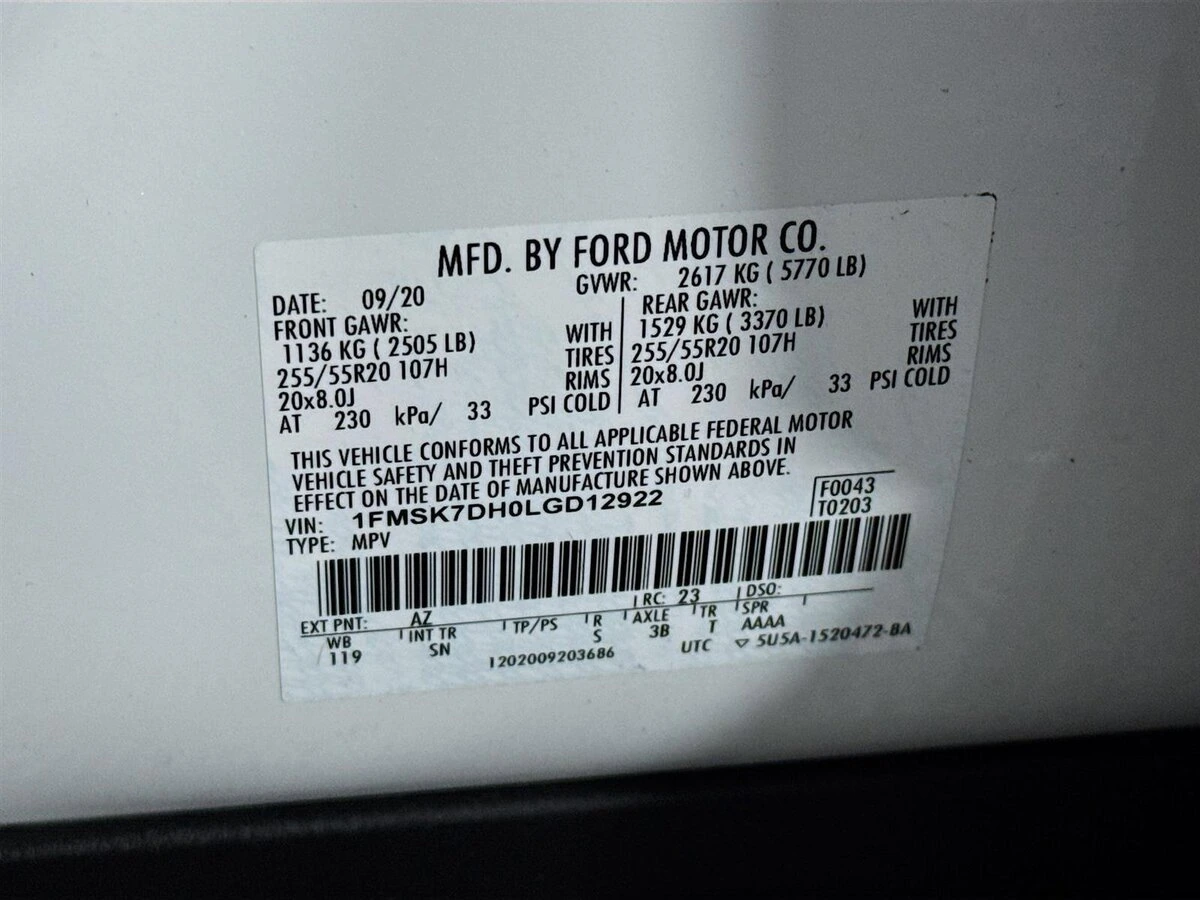 MFD. BY FORD MOTOR CO.
DATE: 09/20 GVWR: 2617 KG ( 5770 LB)
FRONT GAWR:
1136 KG ( 2505 LB) WITH
255/55R20 107H TIRES
20x8.0J RIMS
AT 230 kPa/ 33 PSI COLD
REAR GAWR:
1529 KG ( 3370 LB) WITH
255/55R20 107H TIRES
20x8.0J RIMS
AT 230 kPa/ 33 PSI COLD
THIS VEHICLE CONFORMS TO ALL APPLICABLE FEDERAL MOTOR
VEHICLE SAFETY AND THEFT PREVENTION STANDARDS IN
EFFECT ON THE DATE OF MANUFACTURE SHOWN ABOVE.
VIN: 1FMSK7DH0LGD12922 F0043
TYPE: MPV T0203
EXT PNT: AZ RC: 23 DSO:
WB INT TR TP/PS R AXLE TR SPR
119 SN S 3B T AAAA
1202009203686 UTC ▽ 5U5A-1520472-BA